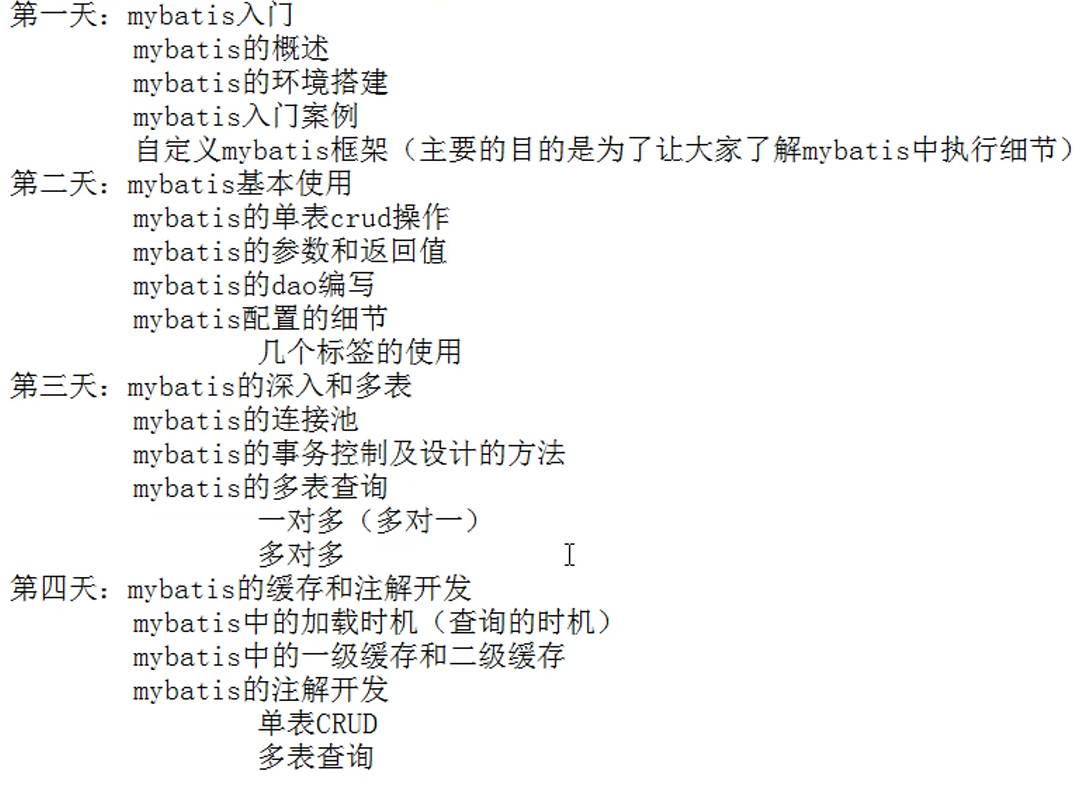 第一天：mybatis入门
mybatis的概述
mybatis的环境搭建
mybatis入门案例
自定义mybatis框架（主要的目的是为了让大家了解mybatis中执行细节）
第二天：mybatis基本使用
mybatis的单表crud操作
mybatis的参数和返回值
mybatis的dao编写
mybatis配置的细节
几个标签的使用
第三天：mybatis的深入和多表
mybatis的连接池
mybatis的事务控制及设计的方法
mybatis的多表查询
一对多（多对一）
多对多
第四天：mybatis的缓存和注解开发
mybatis中的加载时机（查询的时机）
mybatis中的一级缓存和二级缓存
mybatis的注解开发
单表CRUD
多表查询